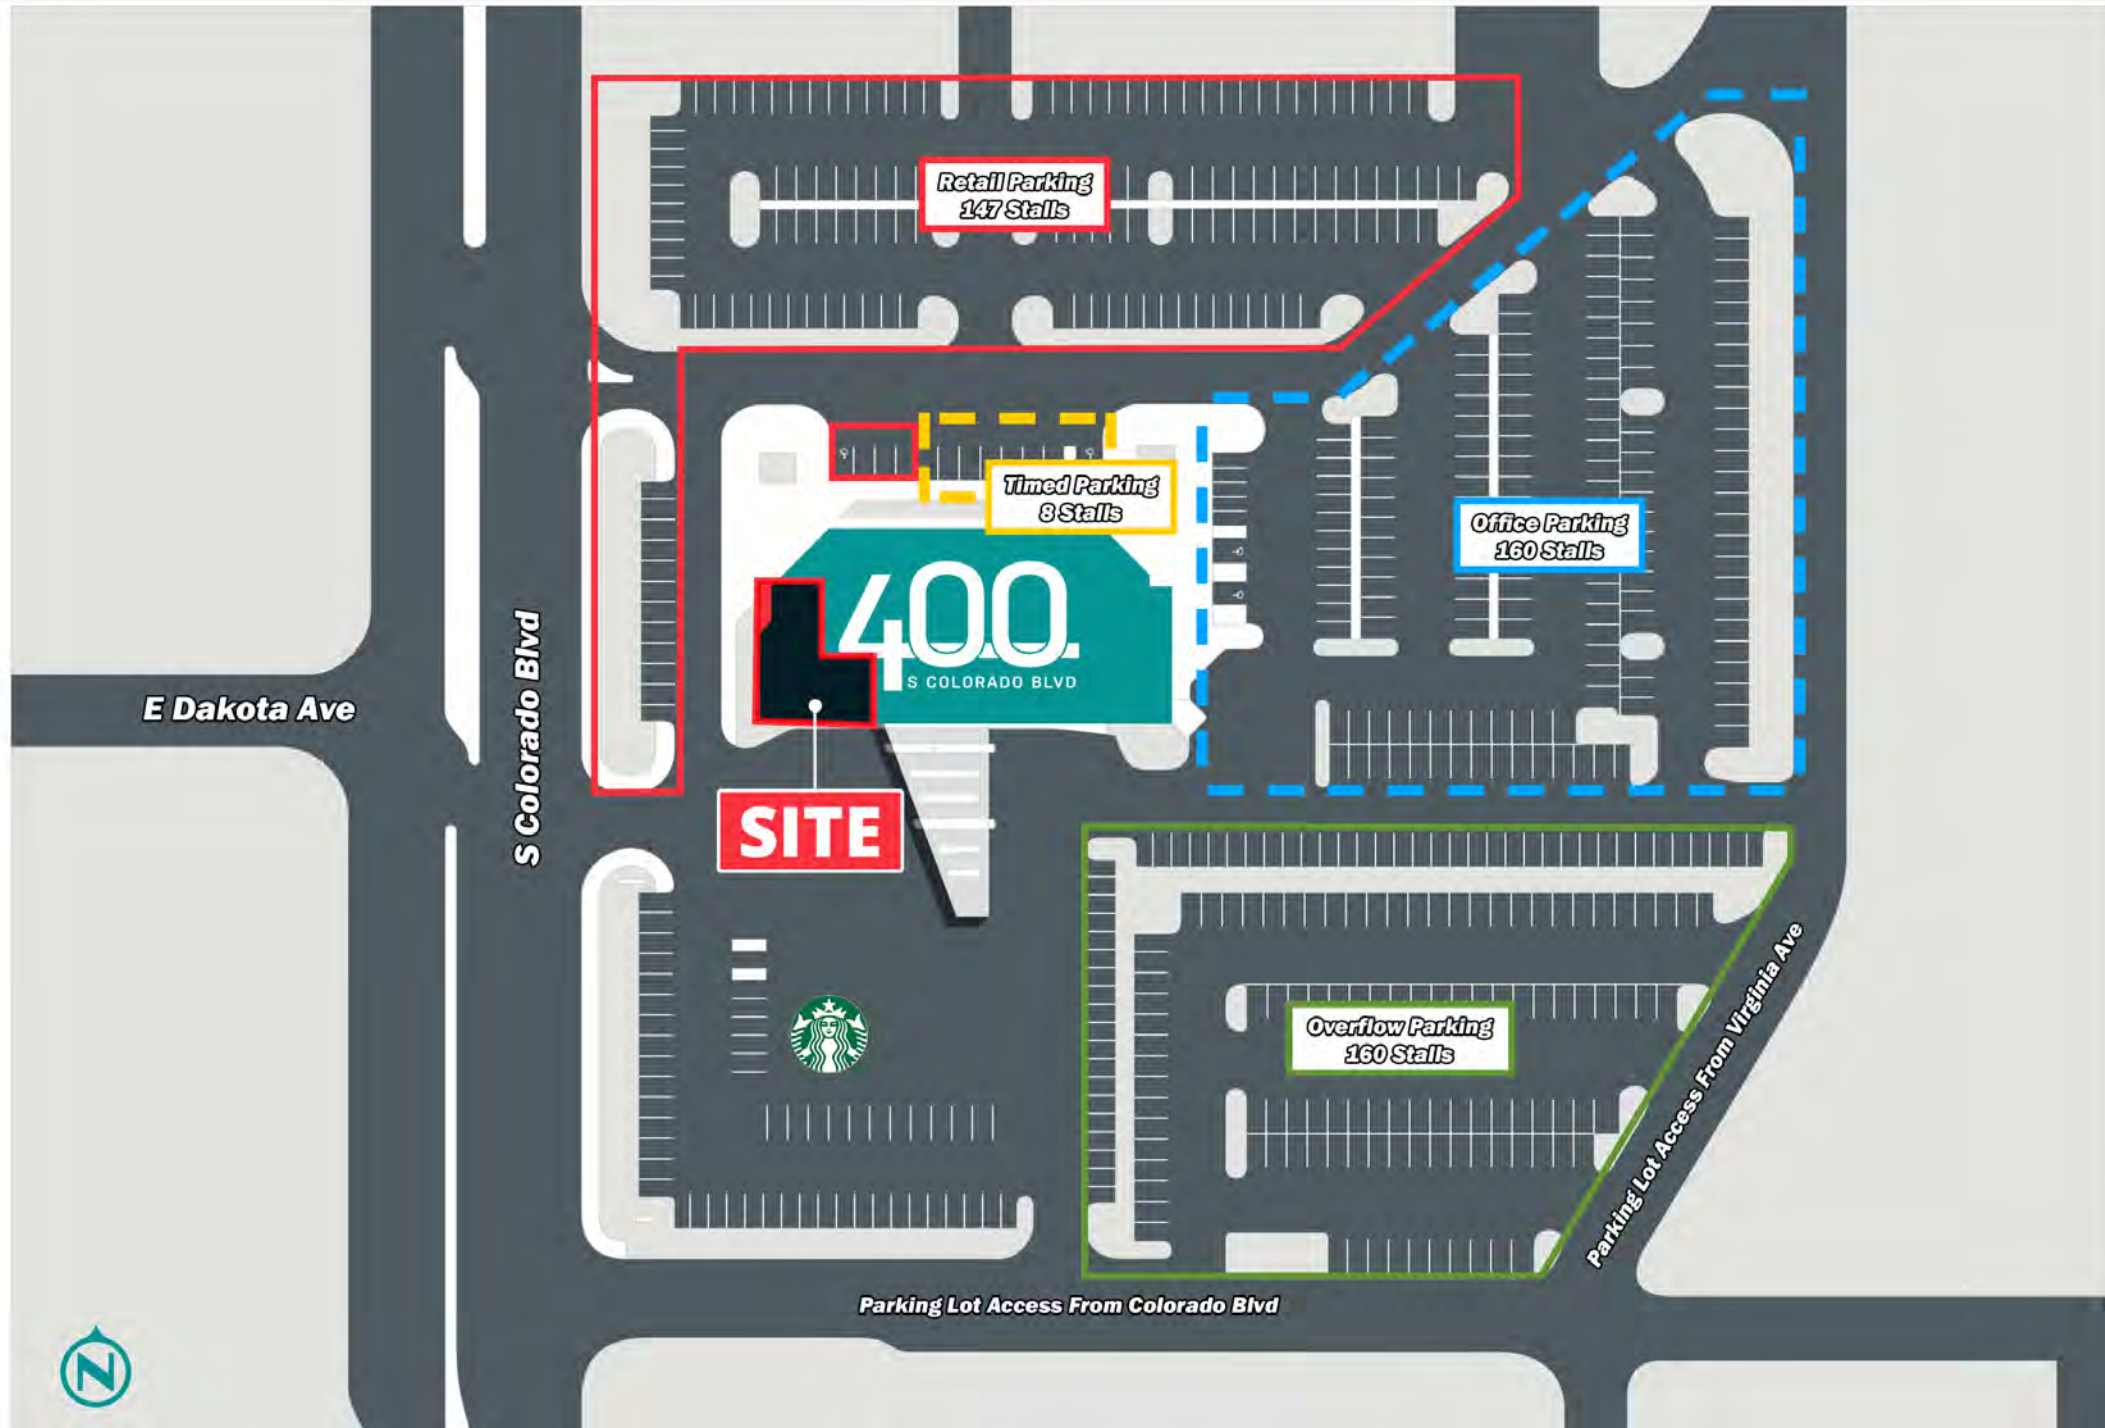 Retail Parking
147 Stalls
Timed Parking
8 Stalls
Office Parking
160 Stalls
400
S COLORADO BLVD
E Dakota Ave
S Colorado Blvd
SITE
Overflow Parking
160 Stalls
Parking Lot Access From Virginia Ave
Parking Lot Access From Colorado Blvd
N